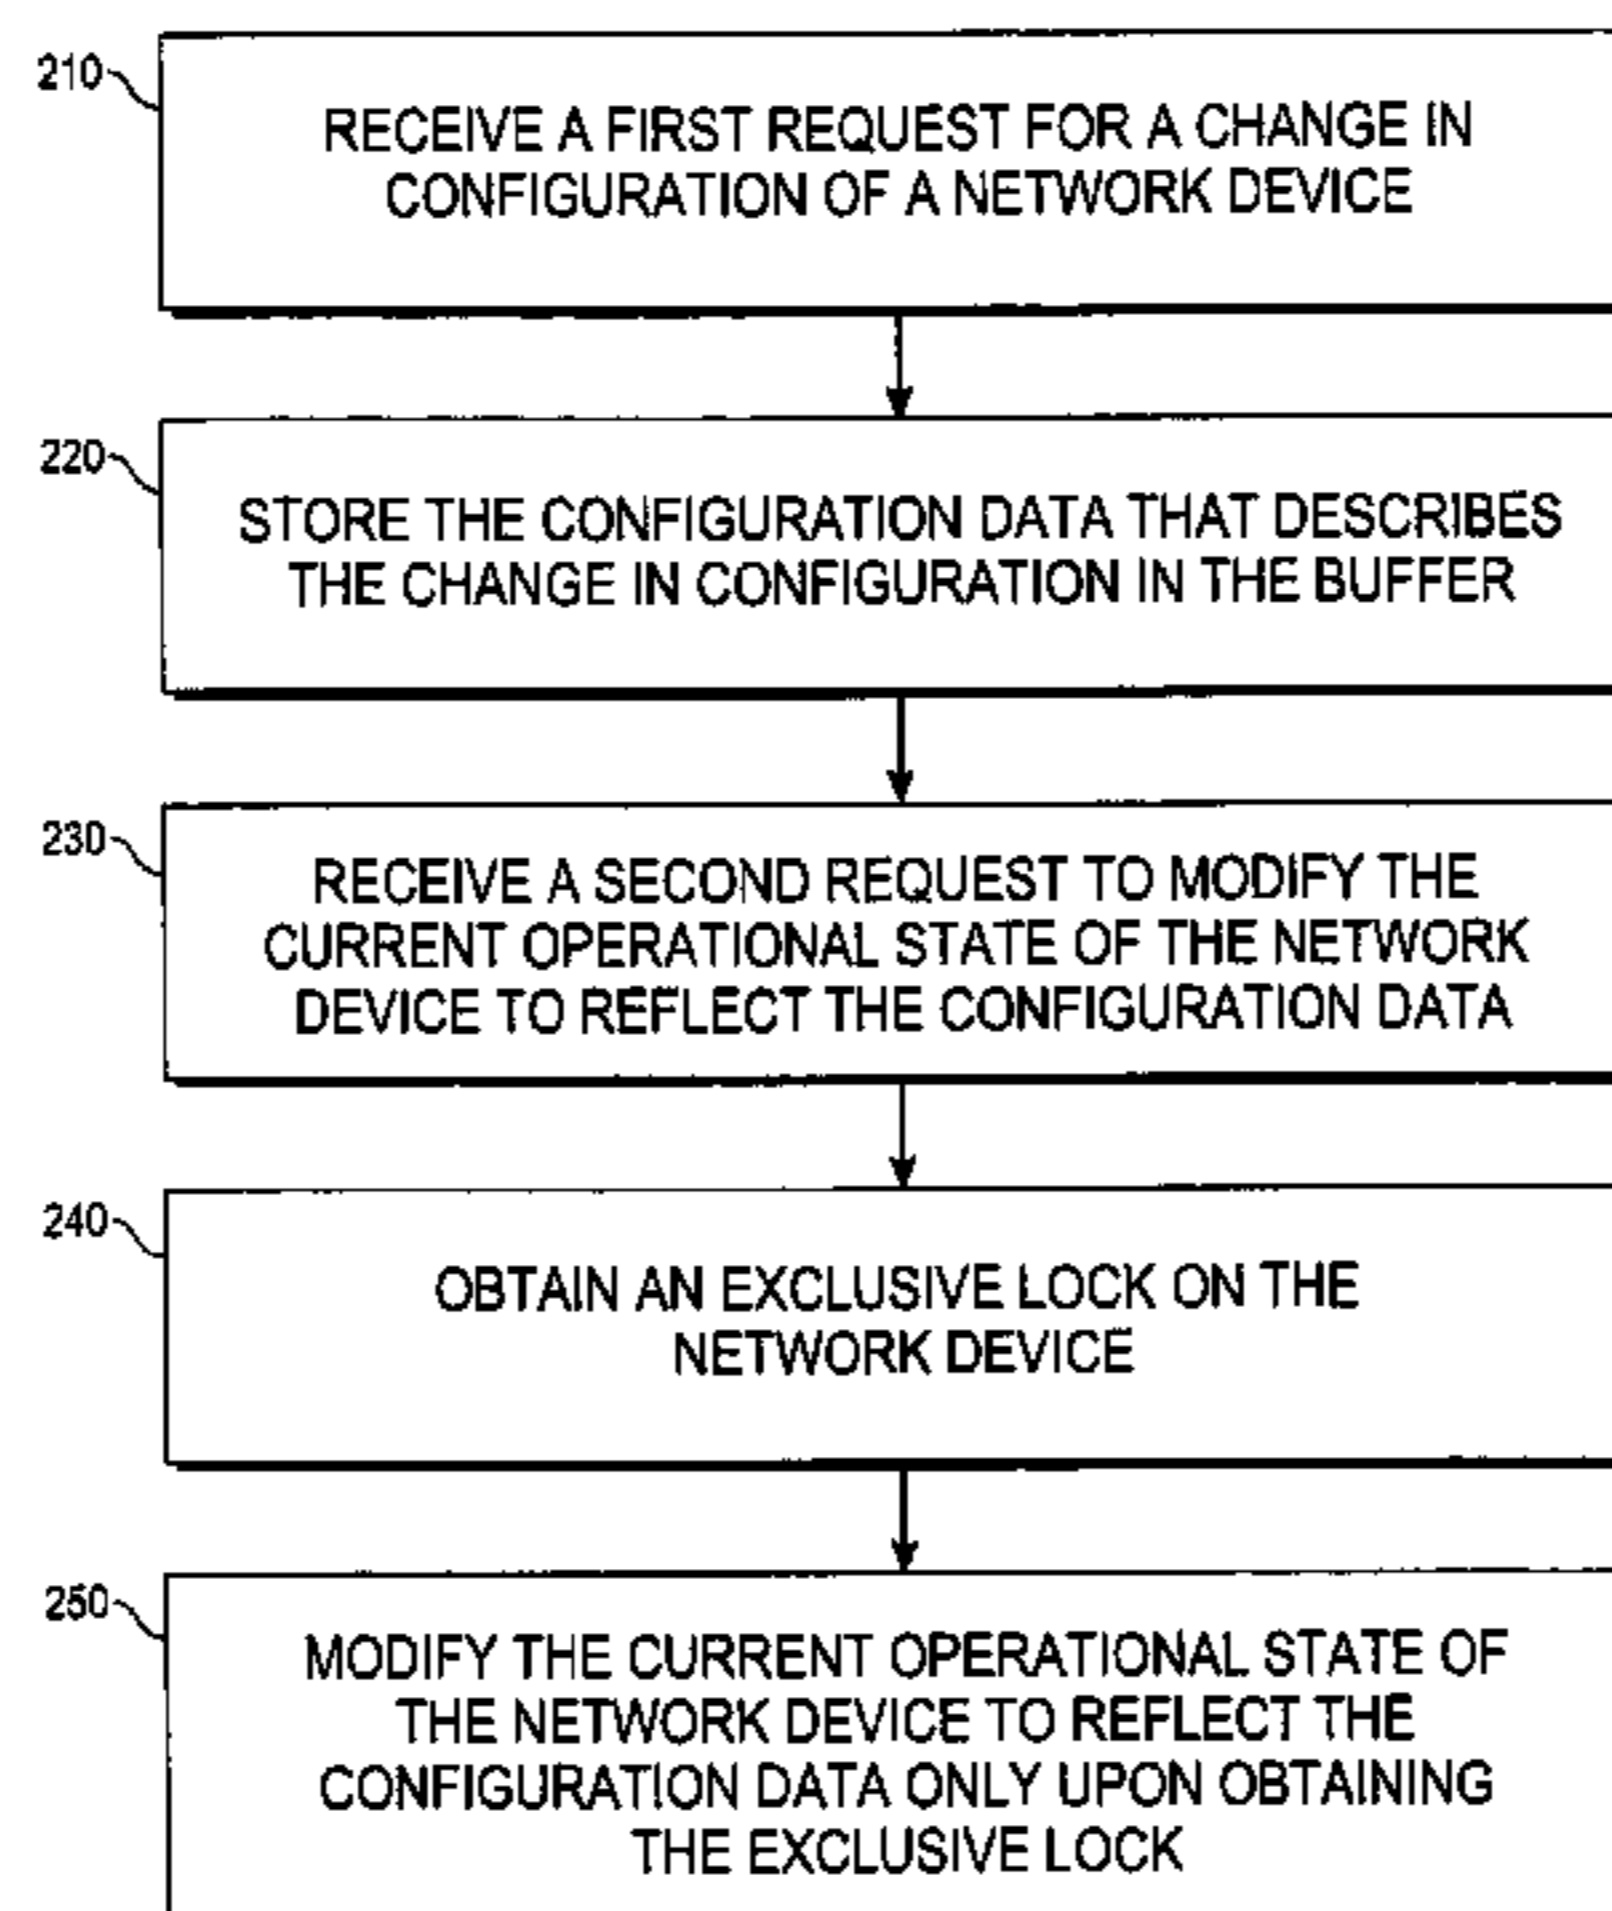 210
RECEIVE A FIRST REQUEST FOR A CHANGE IN
CONFIGURATION OF A NETWORK DEVICE
220
STORE THE CONFIGURATION DATA THAT DESCRIBES
THE CHANGE IN CONFIGURATION IN THE BUFFER
230
RECEIVE A SECOND REQUEST TO MODIFY THE
CURRENT OPERATIONAL STATE OF THE NETWORK
DEVICE TO REFLECT THE CONFIGURATION DATA
240
OBTAIN AN EXCLUSIVE LOCK ON THE
NETWORK DEVICE
250
MODIFY THE CURRENT OPERATIONAL STATE OF
THE NETWORK DEVICE TO REFLECT THE
CONFIGURATION DATA ONLY UPON OBTAINING
THE EXCLUSIVE LOCK